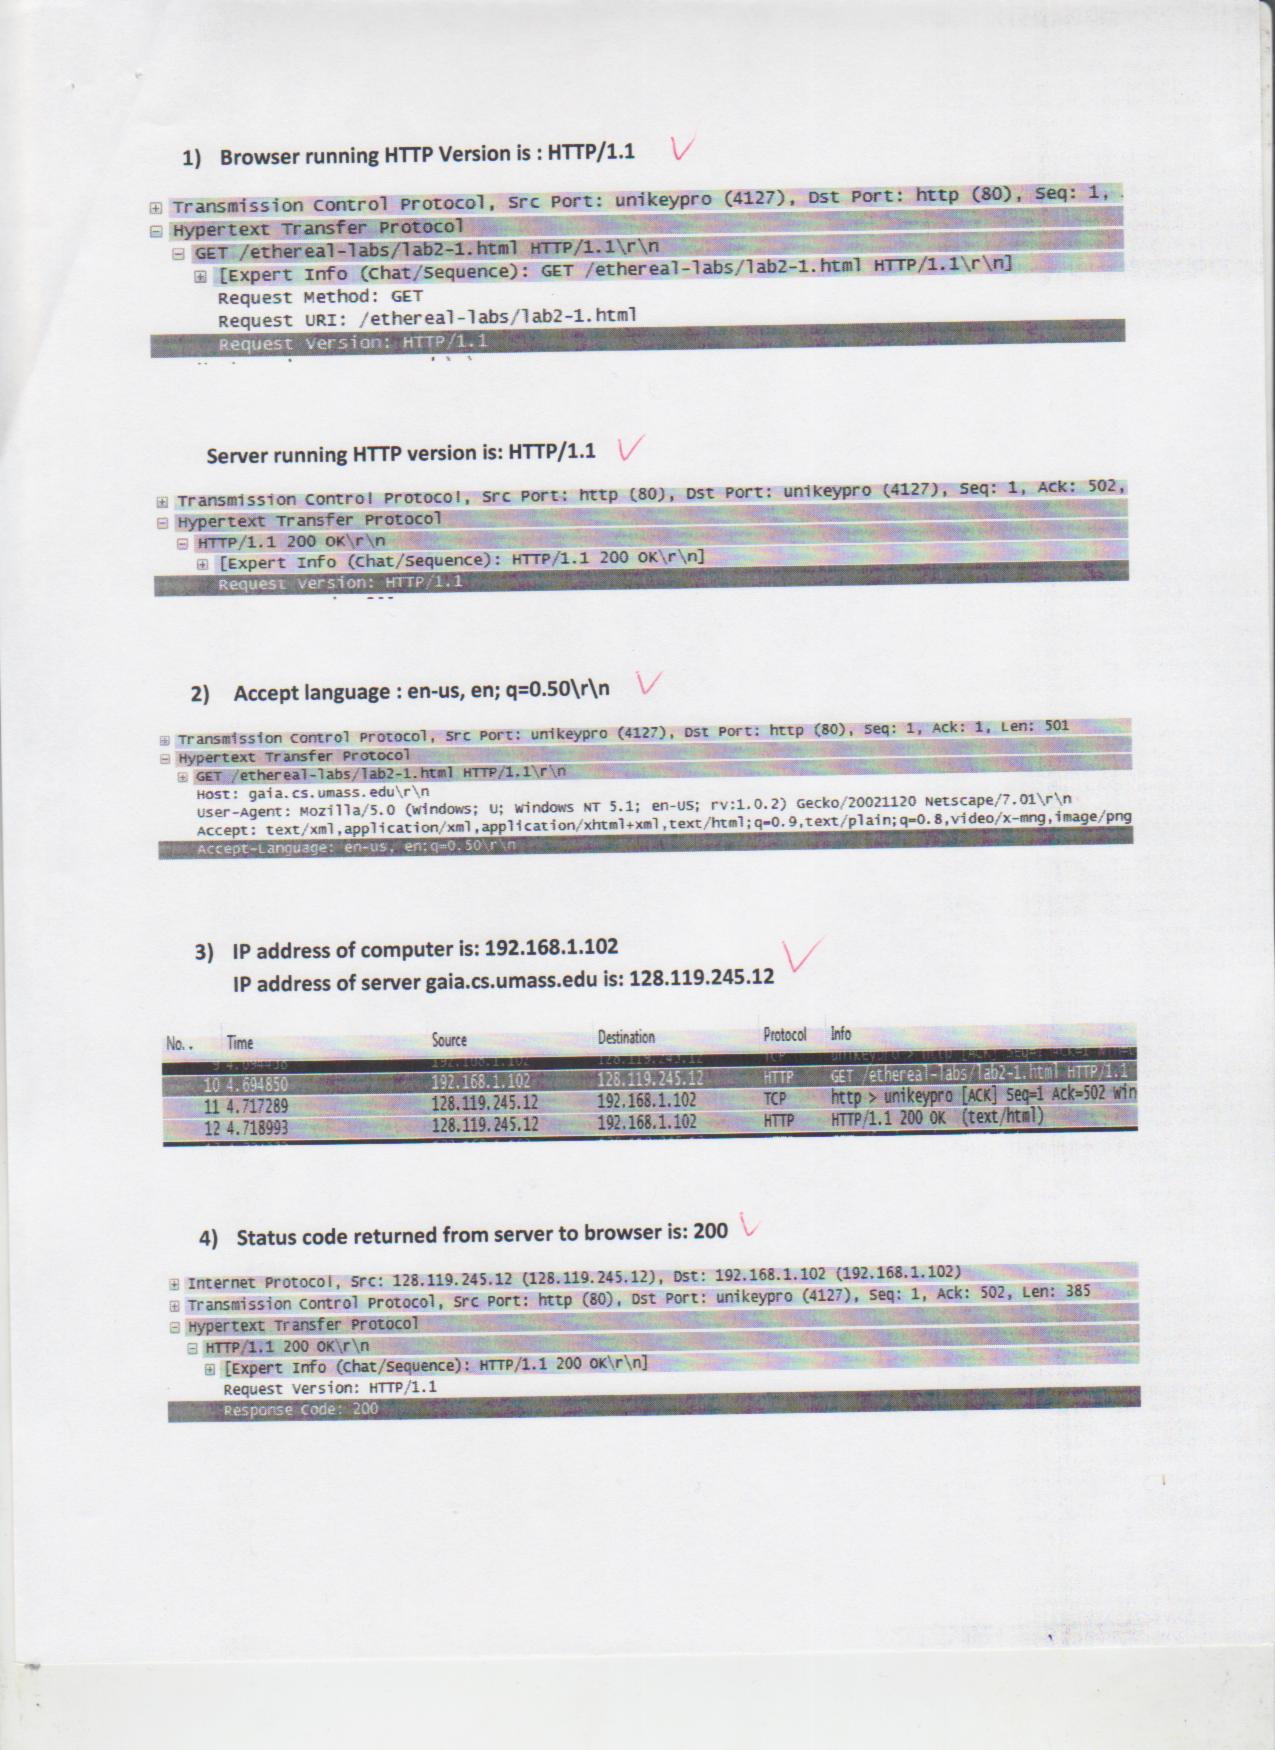 1) Browser running HTTP Version is : HTTP/1.1
Transmission Control Protocol, Src Port: unikeypro (4127), Dst Port: http (80), Seq: 1,
Hypertext Transfer Protocol
GET /ethereal-labs/lab2-1.html HTTP/1.1\r\n
[Expert Info (Chat/Sequence): GET /ethereal-labs/lab2-1.html HTTP/1.1\r\n]
Request Method: GET
Request URI: /ethereal-labs/lab2-1.html
Request Version: HTTP/1.1
Server running HTTP version is: HTTP/1.1
Transmission Control Protocol, Src Port: http (80), Dst Port: unikeypro (4127), Seq: 1, Ack: 502,
Hypertext Transfer Protocol
HTTP/1.1 200 OK\r\n
[Expert Info (Chat/Sequence): HTTP/1.1 200 OK\r\n]
Request Version: HTTP/1.1
2) Accept language : en-us, en; q=0.50\r\n
Transmission Control Protocol, Src Port: unikeypro (4127), Dst Port: http (80), Seq: 1, Ack: 1, Len: 501
Hypertext Transfer Protocol
GET /ethereal-labs/lab2-1.html HTTP/1.1\r\n
Host: gaia.cs.umass.edu\r\n
User-Agent: Mozilla/5.0 (Windows; U; Windows NT 5.1; en-US; rv:1.0.2) Gecko/20021120 Netscape/7.01\r\n
Accept: text/xml,application/xml,application/xhtml+xml,text/html;q=0.9,text/plain;q=0.8,video/x-mng,image/png
Accept-Language: en-us, en;q=0.50\r\n
3) IP address of computer is: 192.168.1.102
IP address of server gaia.cs.umass.edu is: 128.119.245.12
No. . Time Source Destination Protocol Info
10 4.694850 192.168.1.102 128.119.245.12 HTTP GET /ethereal-labs/lab2-1.html HTTP/1.1
11 4.717289 128.119.245.12 192.168.1.102 TCP http > unikeypro [ACK] Seq=1 Ack=502 Win
12 4.718993 128.119.245.12 192.168.1.102 HTTP HTTP/1.1 200 OK (text/html)
4) Status code returned from server to browser is: 200
Internet Protocol, Src: 128.119.245.12 (128.119.245.12), Dst: 192.168.1.102 (192.168.1.102)
Transmission Control Protocol, Src Port: http (80), Dst Port: unikeypro (4127), Seq: 1, Ack: 502, Len: 385
Hypertext Transfer Protocol
HTTP/1.1 200 OK\r\n
[Expert Info (Chat/Sequence): HTTP/1.1 200 OK\r\n]
Request Version: HTTP/1.1
Response Code: 200